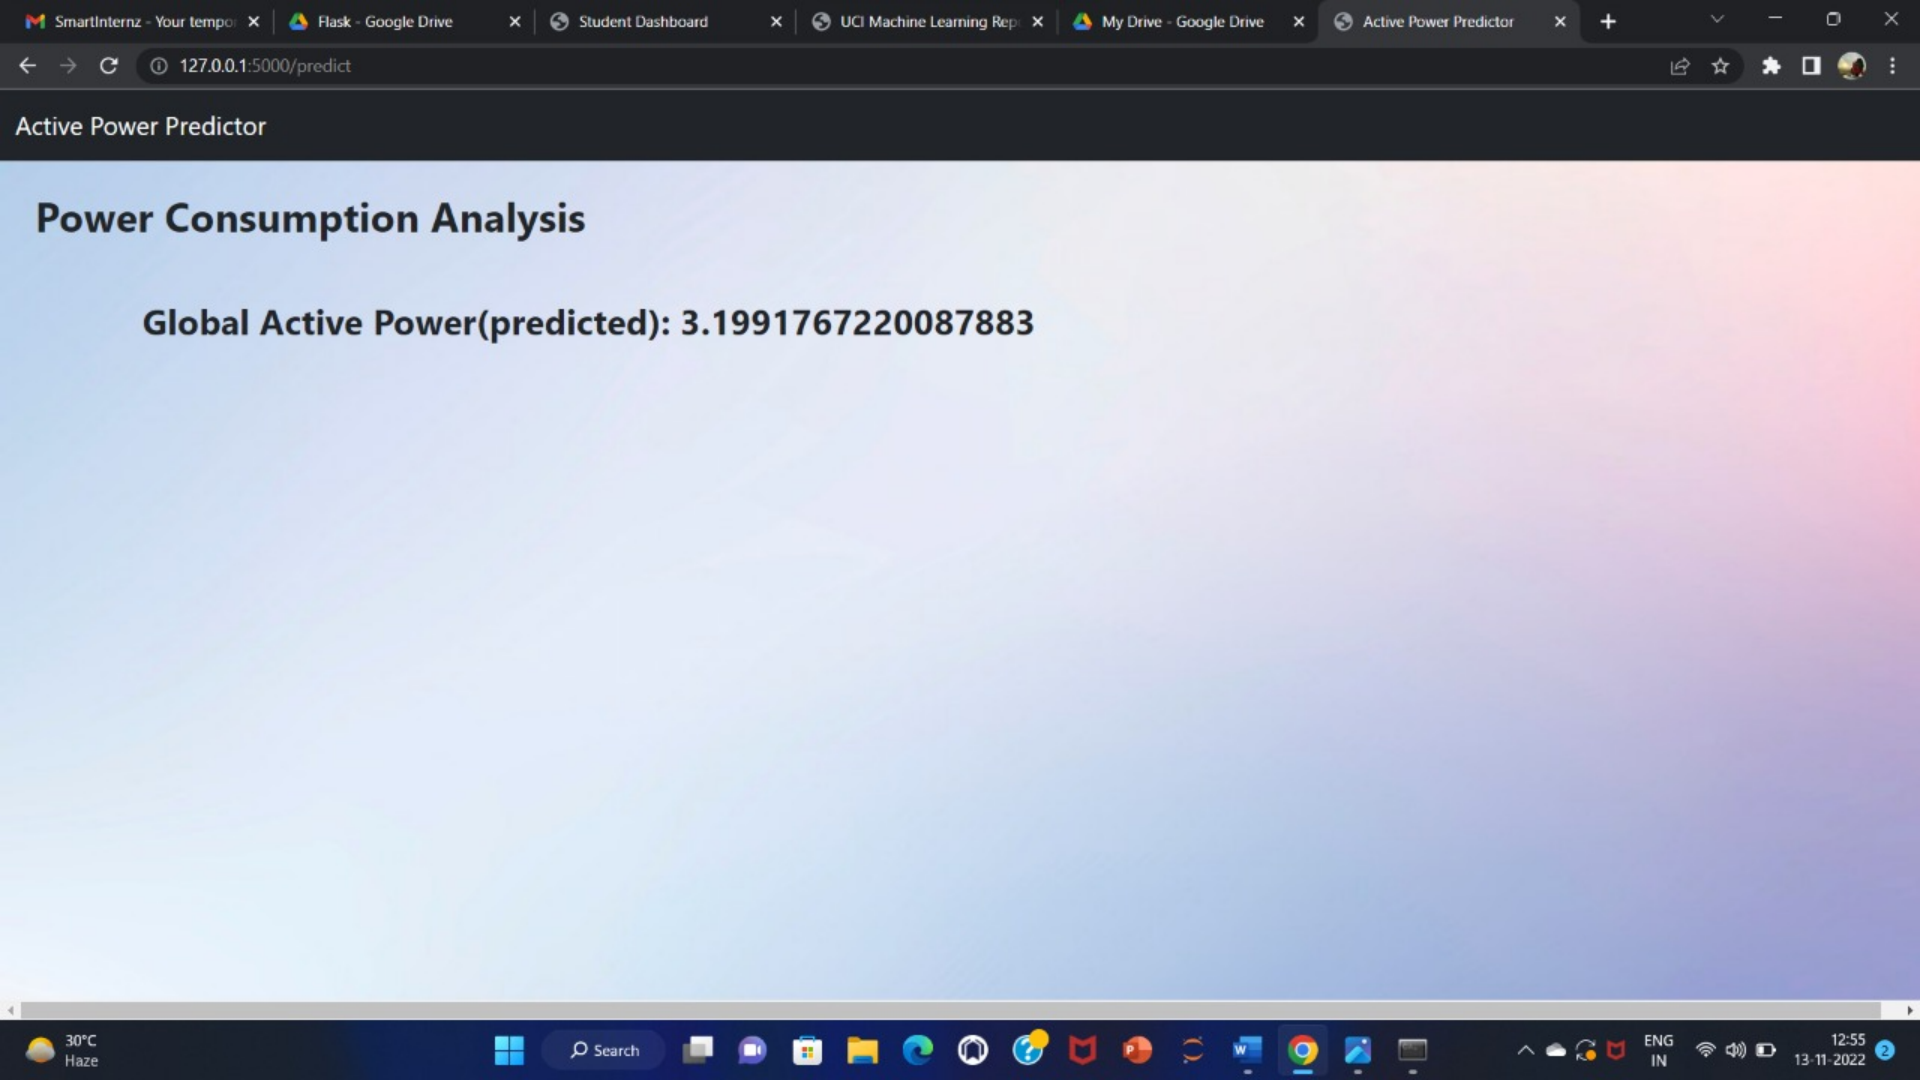 SmartInternz - Your tempor
Flask - Google Drive
Student Dashboard
UCI Machine Learning Rep
My Drive - Google Drive
Active Power Predictor
127.0.0.1:5000/predict
Active Power Predictor
Power Consumption Analysis
Global Active Power(predicted): 3.1991767220087883
30°C
Haze
Search
ENG
IN
12:55
13-11-2022
2